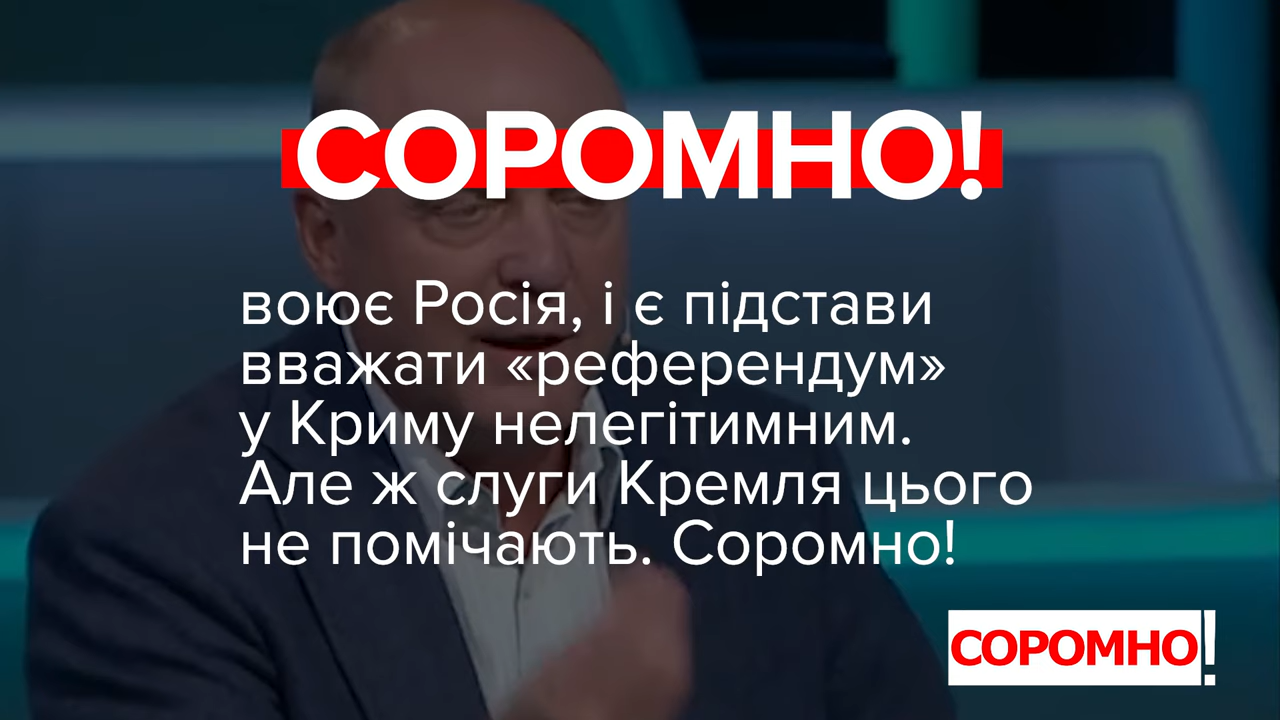 СОРОМНО!
воює Росія, і є підстави
вважати «референдум»
у Криму нелегітимним.
Але ж слуги Кремля цього
не помічають. Соромно!
СОРОМНО!